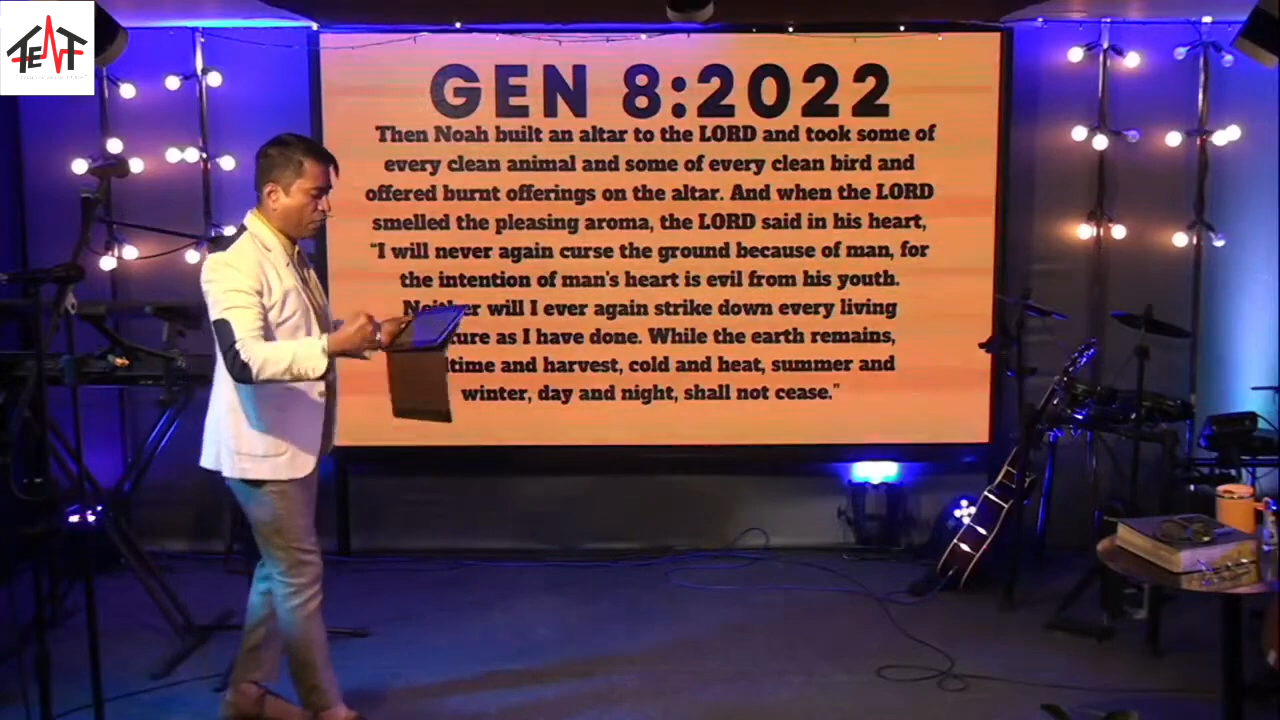 TENT
GEN 8:2022
Then Noah built an altar to the LORD and took some of
every clean animal and some of every clean bird and
offered burnt offerings on the altar. And when the LORD
smelled the pleasing aroma, the LORD said in his heart,
“I will never again curse the ground because of man, for
the intention of man's heart is evil from his youth.
Neither will I ever again strike down every living
ture as I have done. While the earth remains,
time and harvest, cold and heat, summer and
winter, day and night, shall not cease.”